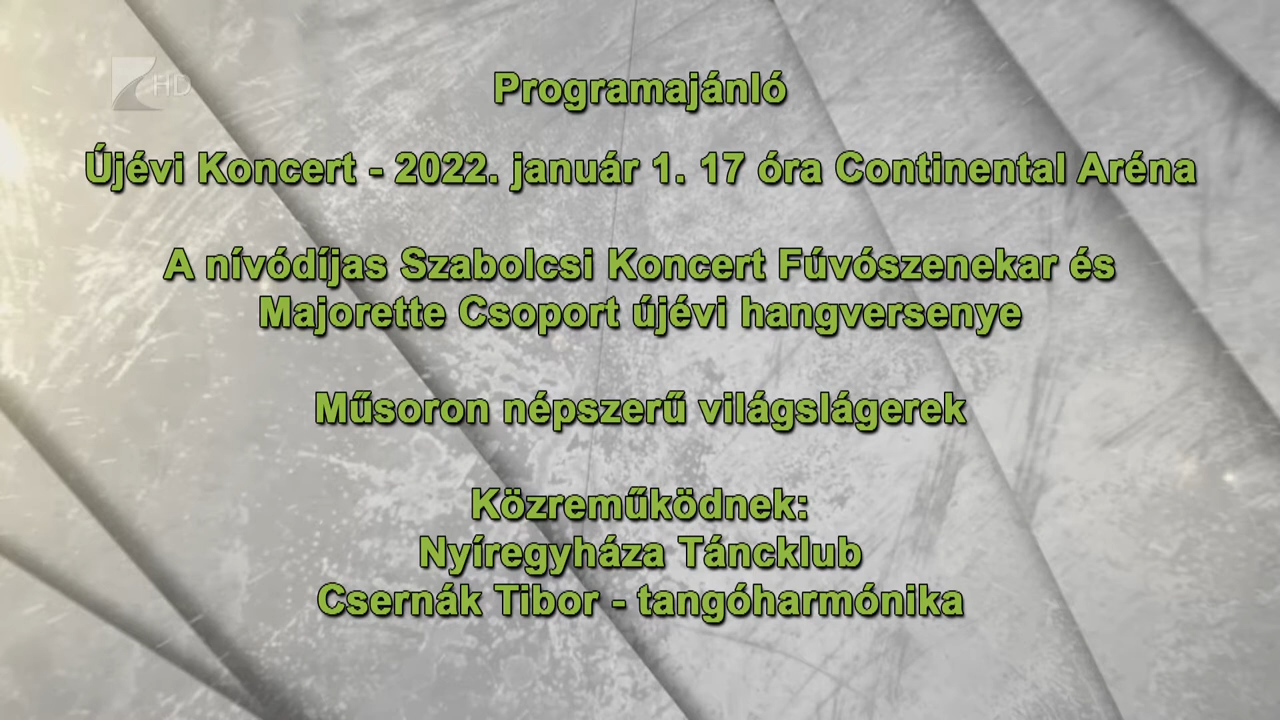 HD
Programajánló
Újévi Koncert - 2022. január 1. 17 óra Continental Aréna
A nívódíjas Szabolcsi Koncert Fúvószenekar és
Majorette Csoport újévi hangversenye
Műsoron népszerű világslágerek
Közreműködnek:
Nyíregyháza Táncklub
Csernák Tibor - tangóharmónika